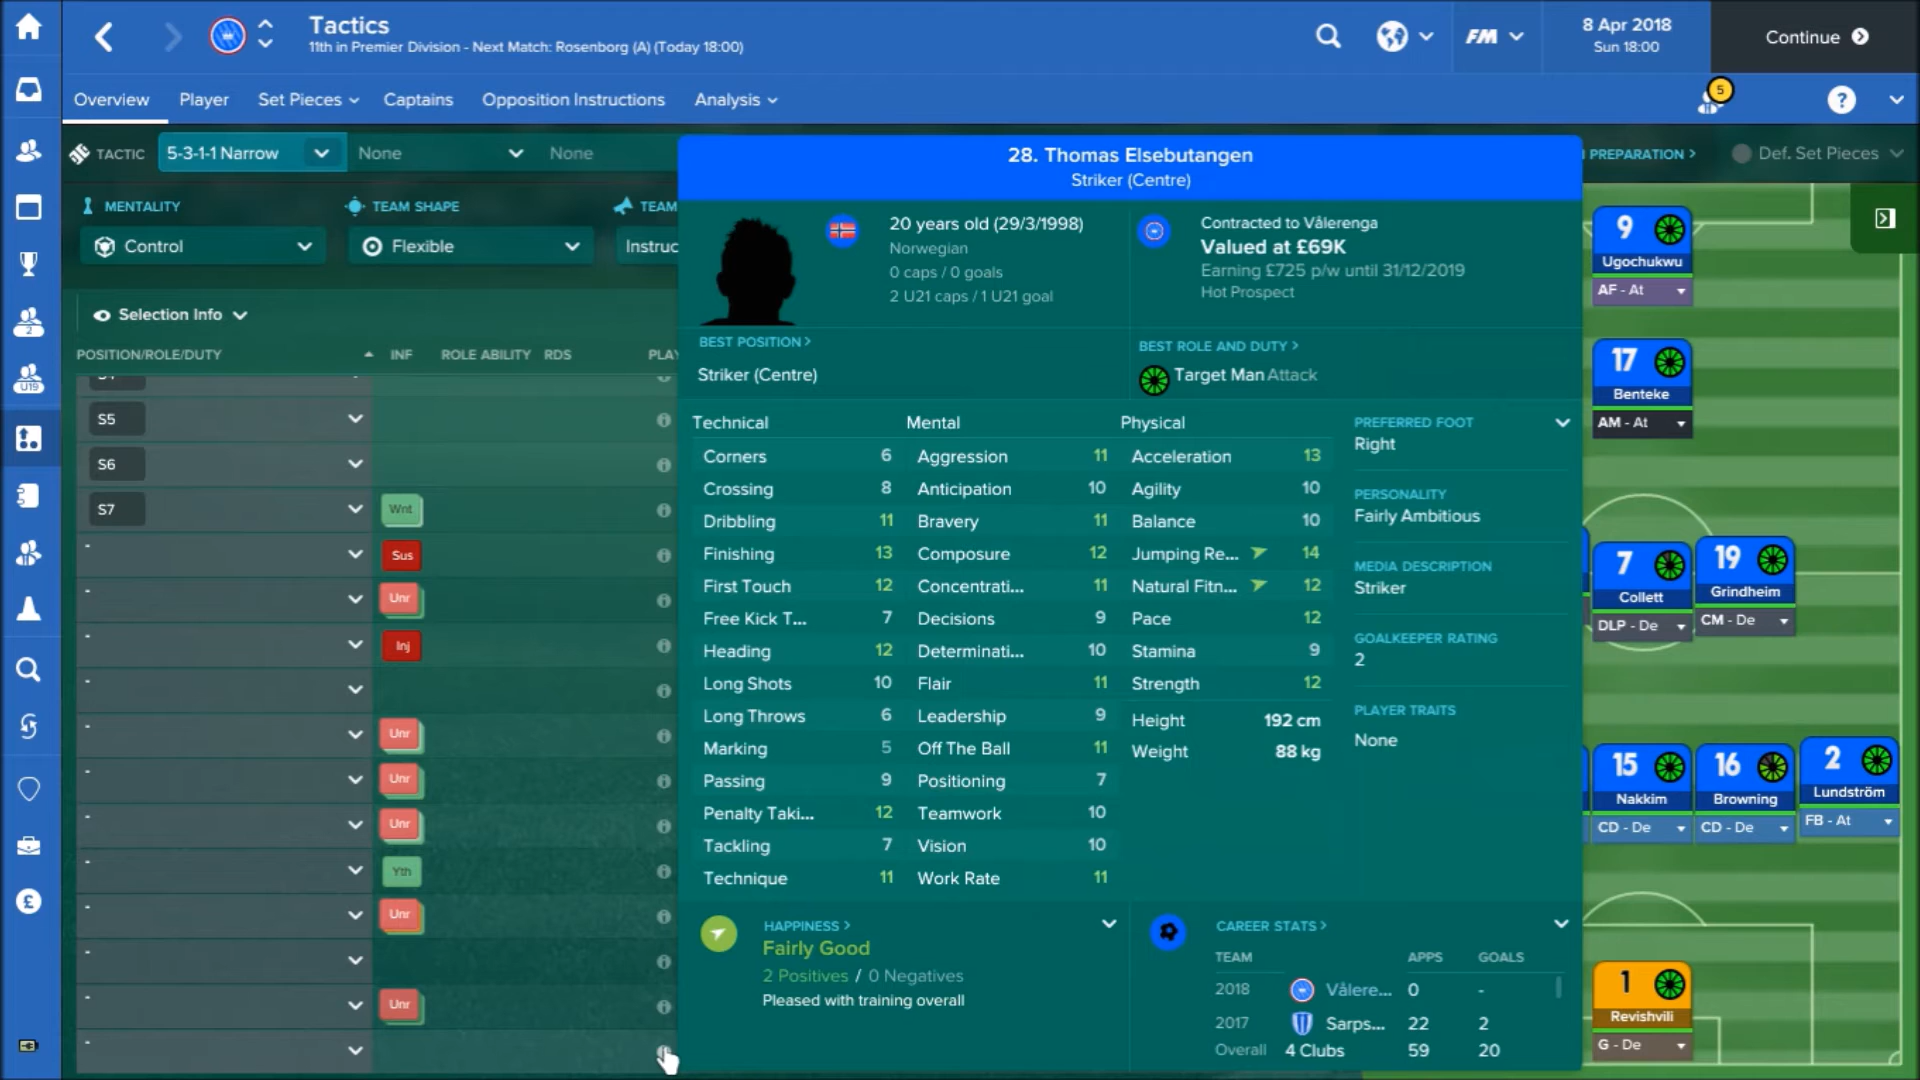 Tactics
11th in Premier Division - Next Match: Rosenborg (A) (Today 18:00)
FM
8 Apr 2018
Sun 18:00
Continue
Overview
Player
Set Pieces
Captains
Opposition Instructions
Analysis
5
?
TACTIC
5-3-1-1 Narrow
None
None
PREPARATION >
Def. Set Pieces
MENTALITY
TEAM SHAPE
TEAM
Control
Flexible
Instruc
Selection Info
POSITION/ROLE/DUTY
INF
ROLE ABILITY
RDS
PLA
S5
S6
S7
Wnt
-
Sus
-
Unr
-
Inj
-
-
Unr
-
Unr
-
Unr
-
Yth
-
Unr
-
-
Unr
-
2
U19
£
28. Thomas Elsebutangen
Striker (Centre)
20 years old (29/3/1998)
Norwegian
0 caps / 0 goals
2 U21 caps / 1 U21 goal
Contracted to Vålerenga
Valued at £69K
Earning £725 p/w until 31/12/2019
Hot Prospect
BEST POSITION >
Striker (Centre)
BEST ROLE AND DUTY >
Target Man Attack
Technical
Corners 6
Crossing 8
Dribbling 11
Finishing 13
First Touch 12
Free Kick T... 7
Heading 12
Long Shots 10
Long Throws 6
Marking 5
Passing 9
Penalty Taki... 12
Tackling 7
Technique 11
Mental
Aggression 11
Anticipation 10
Bravery 11
Composure 12
Concentrati... 11
Decisions 9
Determinati... 10
Flair 11
Leadership 9
Off The Ball 11
Positioning 7
Teamwork 10
Vision 10
Work Rate 11
Physical
Acceleration 13
Agility 10
Balance 10
Jumping Re... 14
Natural Fitn... 12
Pace 12
Stamina 9
Strength 12
Height 192 cm
Weight 88 kg
PREFERRED FOOT
Right
PERSONALITY
Fairly Ambitious
MEDIA DESCRIPTION
Striker
GOALKEEPER RATING
2
PLAYER TRAITS
None
HAPPINESS >
Fairly Good
2 Positives / 0 Negatives
Pleased with training overall
CAREER STATS >
TEAM APPS GOALS
2018 Vålere... 0 -
2017 Sarps... 22 2
Overall 4 Clubs 59 20
9
Ugochukwu
AF - At
17
Benteke
AM - At
7
Collett
DLP - De
19
Grindheim
CM - De
15
Nakkim
CD - De
16
Browning
CD - De
2
Lundström
FB - At
1
Revishvili
G - De